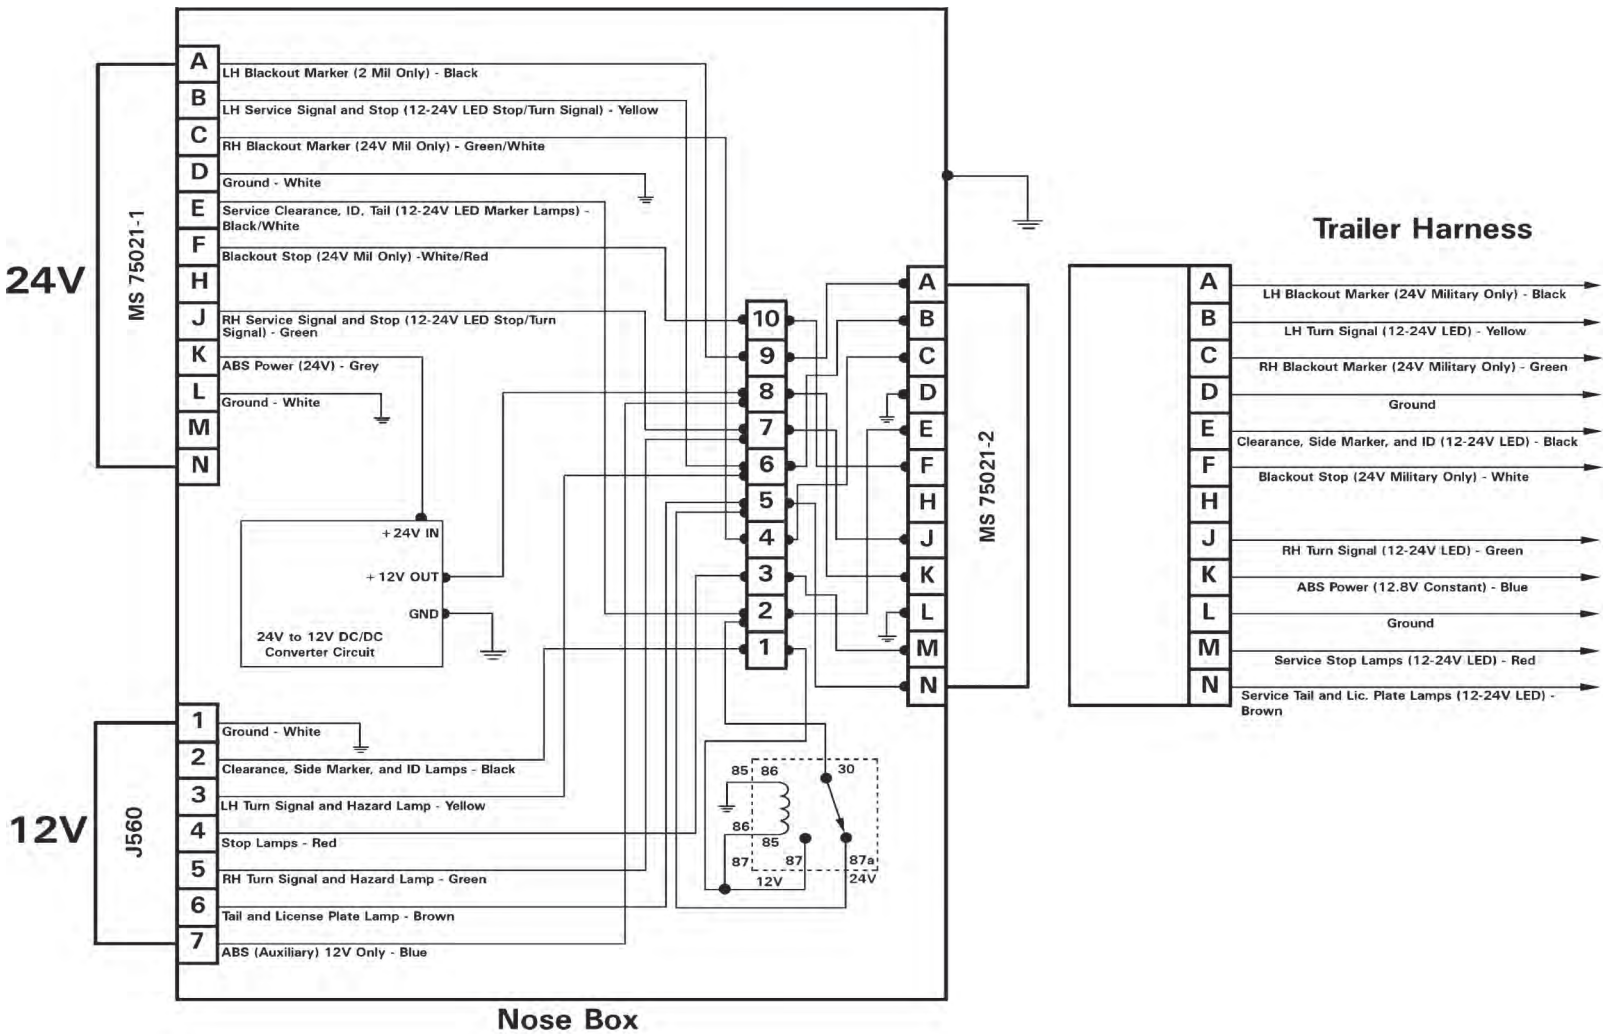 24V
MS 75021-1
A
LH Blackout Marker (2 Mil Only) - Black
B
LH Service Signal and Stop (12-24V LED Stop/Turn Signal) - Yellow
C
RH Blackout Marker (24V Mil Only) - Green/White
D
Ground - White
E
Service Clearance, ID, Tail (12-24V LED Marker Lamps) -
Black/White
F
Blackout Stop (24V Mil Only) -White/Red
H
J
RH Service Signal and Stop (12-24V LED Stop/Turn
Signal) - Green
K
ABS Power (24V) - Grey
L
Ground - White
M
N
+24V IN
+12V OUT
GND
24V to 12V DC/DC
Converter Circuit
12V
J560
1
Ground - White
2
Clearance, Side Marker, and ID Lamps - Black
3
LH Turn Signal and Hazard Lamp - Yellow
4
Stop Lamps - Red
5
RH Turn Signal and Hazard Lamp - Green
6
Tail and License Plate Lamp - Brown
7
ABS (Auxiliary) 12V Only - Blue
10
9
8
7
6
5
4
3
2
1
85 86
30
86
85
87
87
87a
12V
24V
A
B
C
D
E
F
H
J
K
L
M
N
MS 75021-2
Trailer Harness
A
LH Blackout Marker (24V Military Only) - Black
B
LH Turn Signal (12-24V LED) - Yellow
C
RH Blackout Marker (24V Military Only) - Green
D
Ground
E
Clearance, Side Marker, and ID (12-24V LED) - Black
F
Blackout Stop (24V Military Only) - White
H
J
RH Turn Signal (12-24V LED) - Green
K
ABS Power (12.8V Constant) - Blue
L
Ground
M
Service Stop Lamps (12-24V LED) - Red
N
Service Tail and Lic. Plate Lamps (12-24V LED) -
Brown
Nose Box